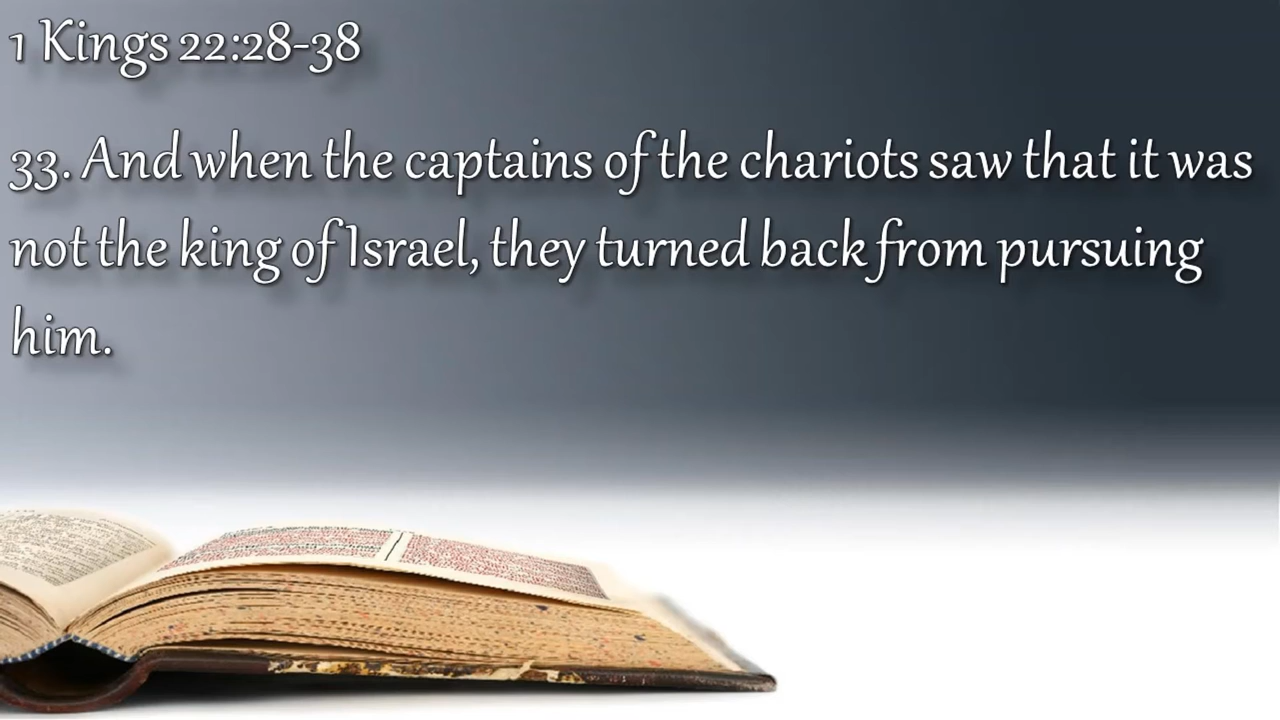 1 Kings 22:28-38
33. And when the captains of the chariots saw that it was
not the king of Israel, they turned back from pursuing
him.